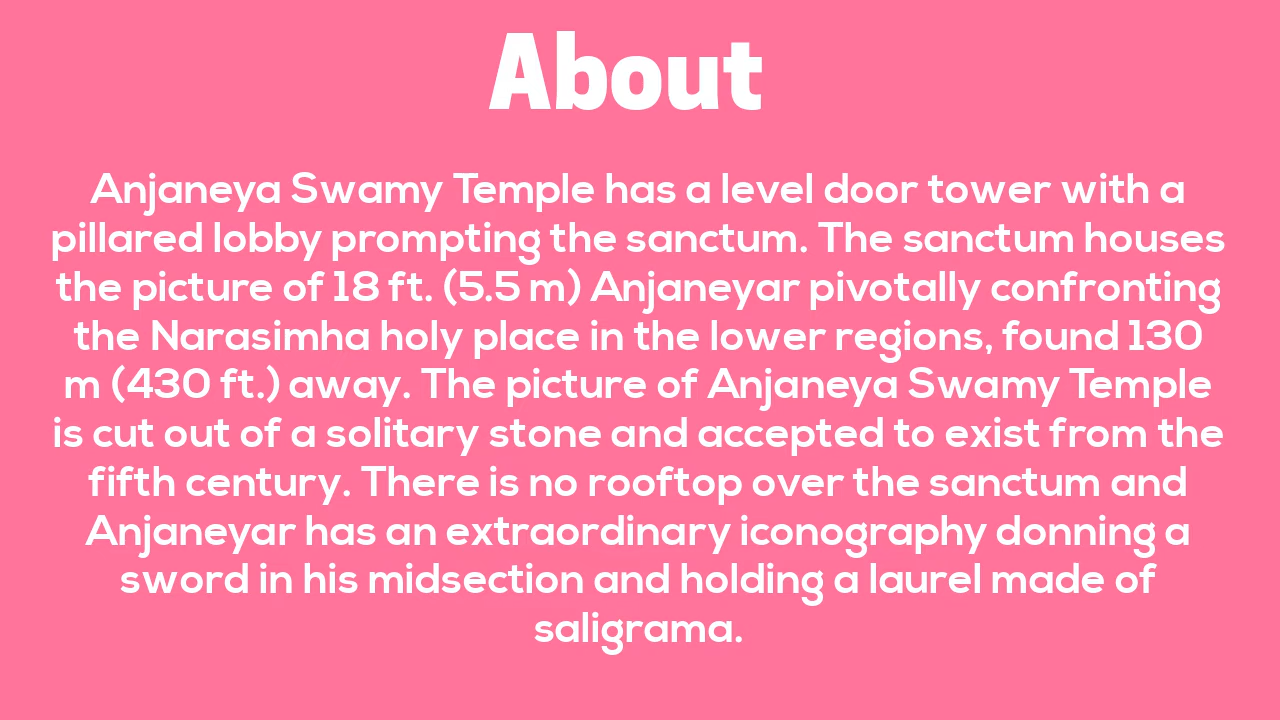 About
Anjaneya Swamy Temple has a level door tower with a
pillared lobby prompting the sanctum. The sanctum houses
the picture of 18 ft. (5.5 m) Anjaneyar pivotally confronting
the Narasimha holy place in the lower regions, found 130
m (430 ft.) away. The picture of Anjaneya Swamy Temple
is cut out of a solitary stone and accepted to exist from the
fifth century. There is no rooftop over the sanctum and
Anjaneyar has an extraordinary iconography donning a
sword in his midsection and holding a laurel made of
saligrama.